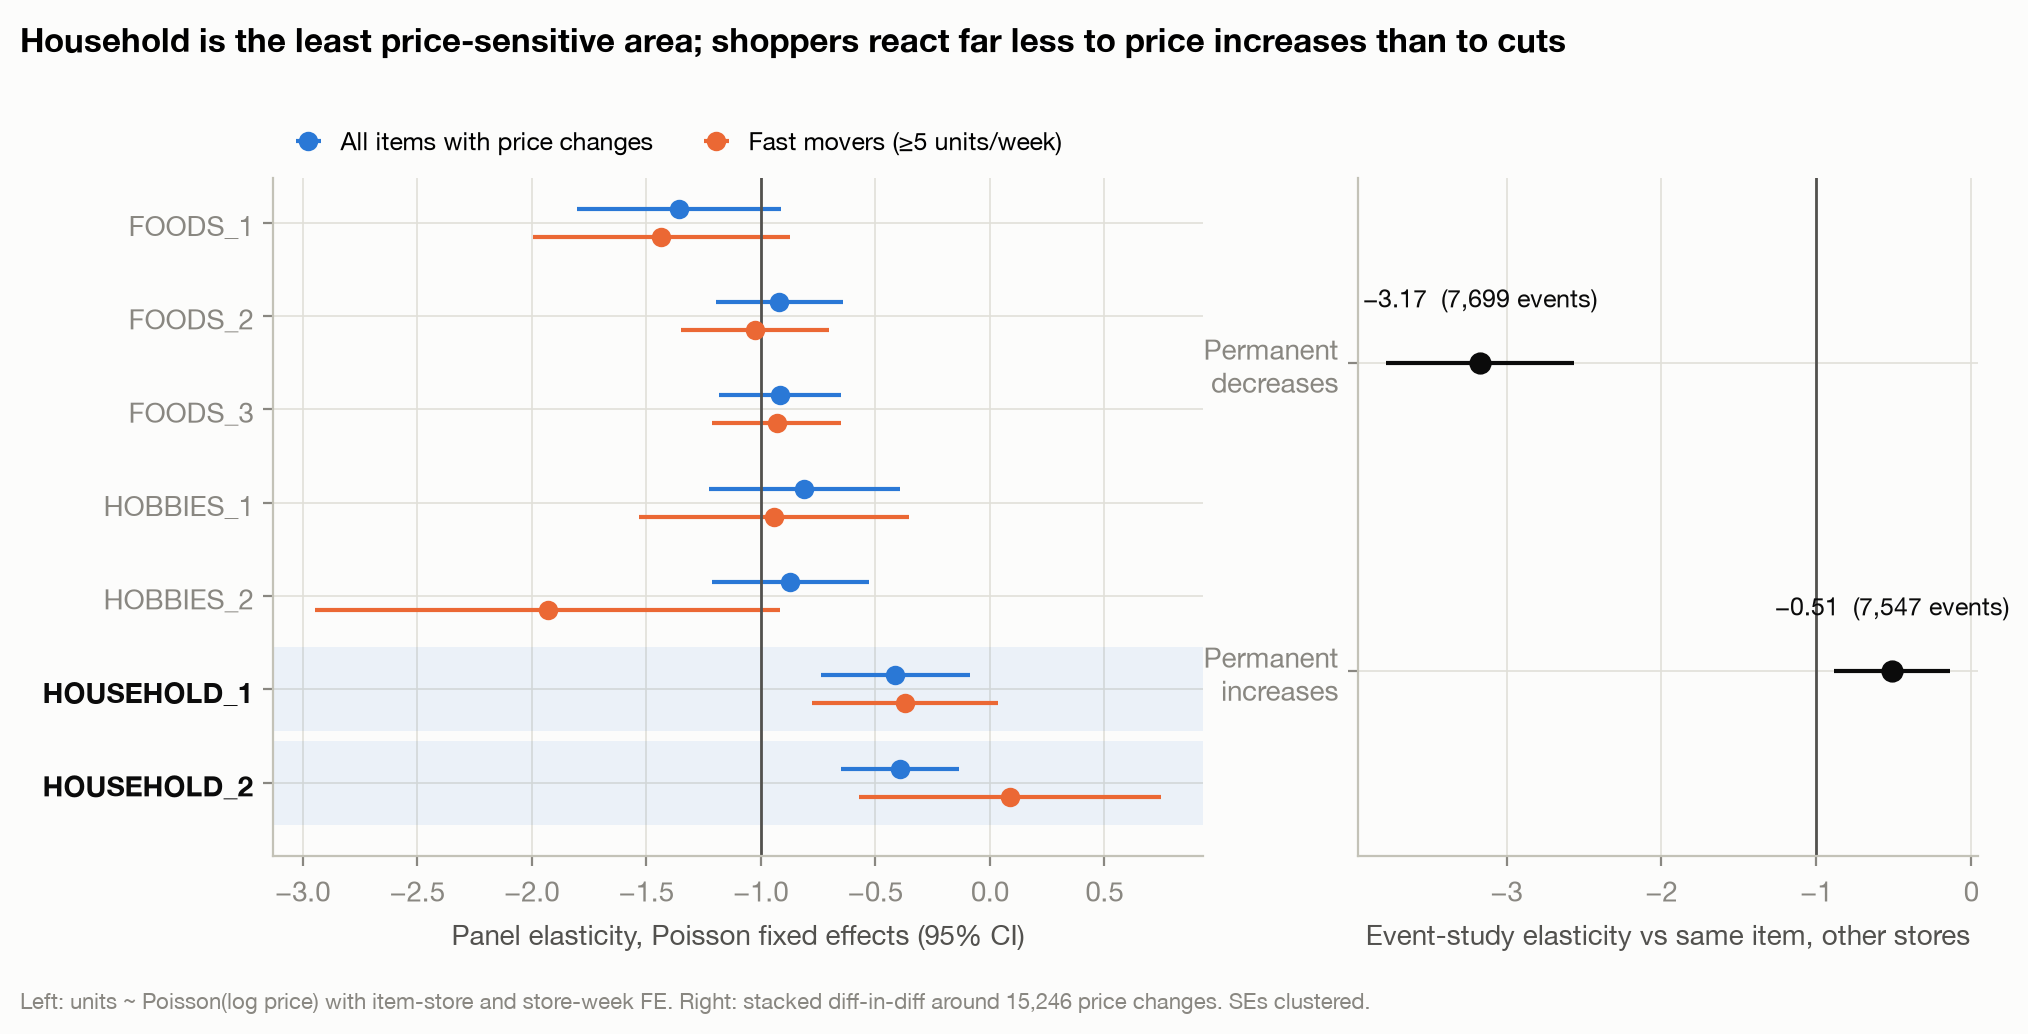 Household is the least price-sensitive area; shoppers react far less to price increases than to cuts
All items with price changes
Fast movers (≥5 units/week)
FOODS_1
FOODS_2
FOODS_3
HOBBIES_1
HOBBIES_2
HOUSEHOLD_1
HOUSEHOLD_2
−3.0 −2.5 −2.0 −1.5 −1.0 −0.5 0.0 0.5
Panel elasticity, Poisson fixed effects (95% CI)
−3.17 (7,699 events)
Permanent
decreases
−0.51 (7,547 events)
Permanent
increases
−3 −2 −1 0
Event-study elasticity vs same item, other stores
Left: units ~ Poisson(log price) with item-store and store-week FE. Right: stacked diff-in-diff around 15,246 price changes. SEs clustered.